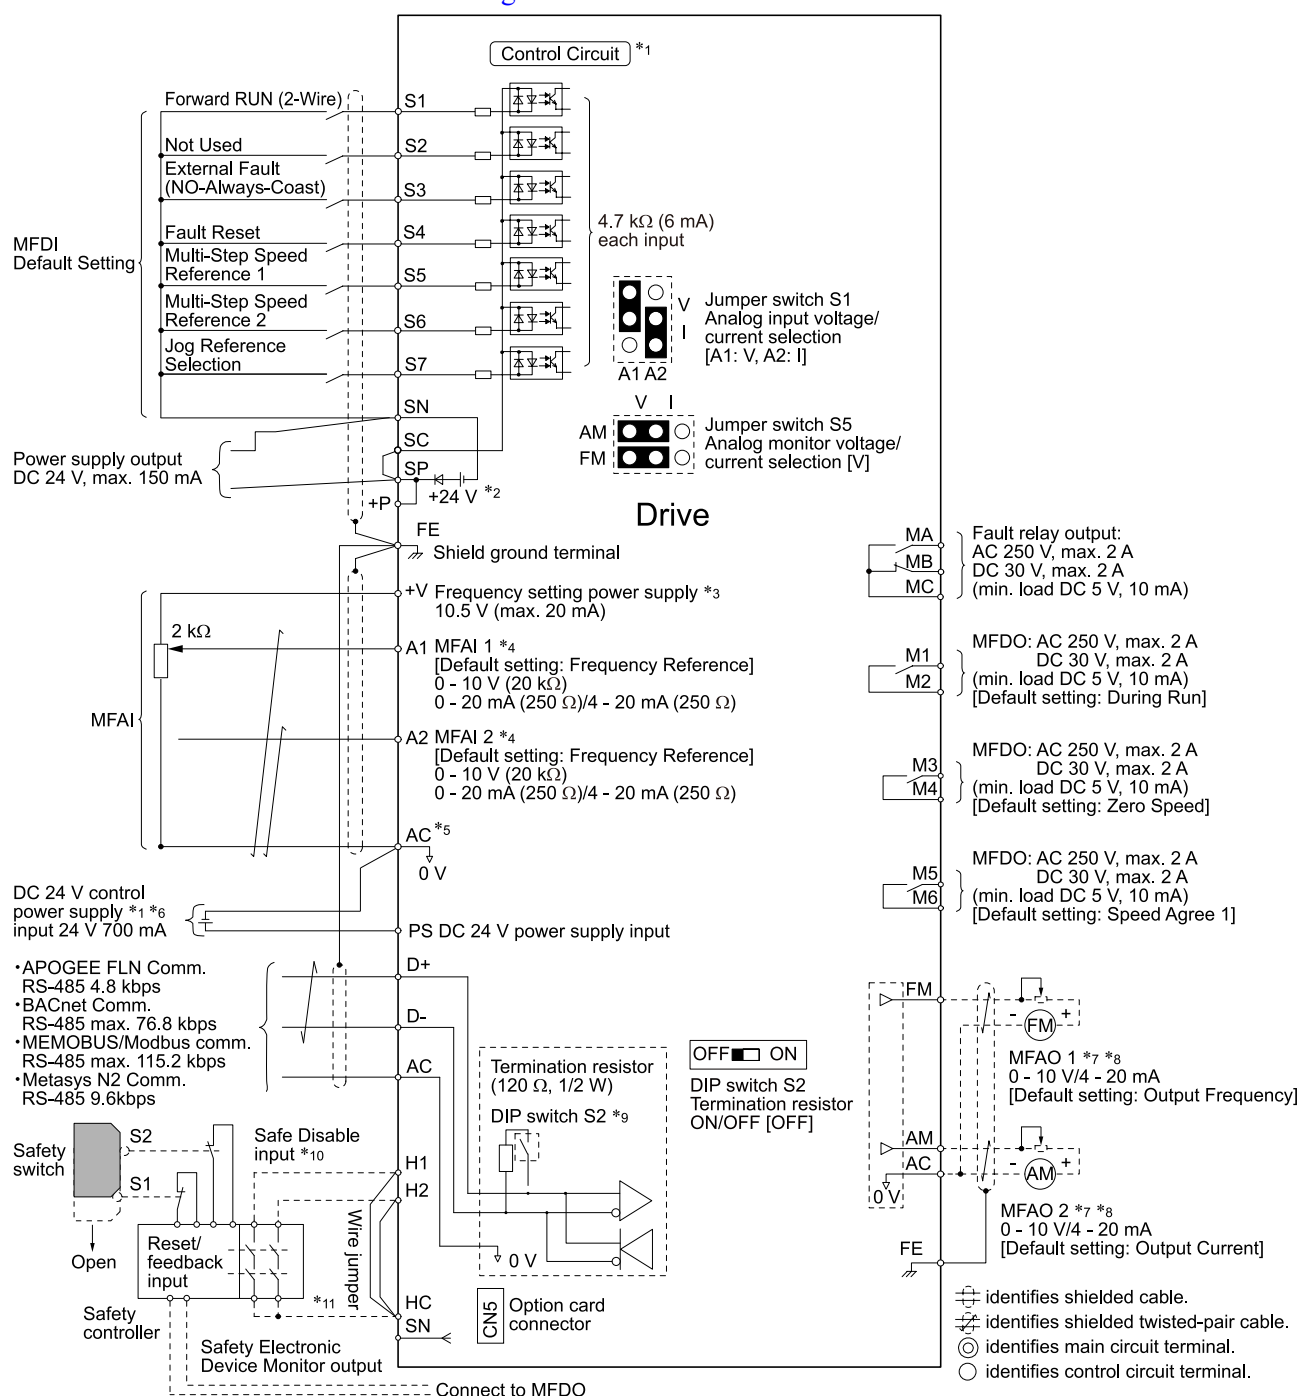 Control Circuit *1
Forward RUN (2-Wire)
S1
Not Used
S2
External Fault
(NO-Always-Coast)
S3
Fault Reset
S4
Multi-Step Speed
Reference 1
S5
Multi-Step Speed
Reference 2
S6
Jog Reference
Selection
S7
MFDI
Default Setting
4.7 kΩ (6 mA)
each input
V
I
A1 A2
Jumper switch S1
Analog input voltage/
current selection
[A1: V, A2: I]
V I
AM
FM
Jumper switch S5
Analog monitor voltage/
current selection [V]
SN
SC
SP
+24 V *2
+P
Power supply output
DC 24 V, max. 150 mA
Drive
FE
Shield ground terminal
+V Frequency setting power supply *3
10.5 V (max. 20 mA)
2 kΩ
A1 MFAI 1 *4
[Default setting: Frequency Reference]
0 - 10 V (20 kΩ)
0 - 20 mA (250 Ω)/4 - 20 mA (250 Ω)
MFAI
A2 MFAI 2 *4
[Default setting: Frequency Reference]
0 - 10 V (20 kΩ)
0 - 20 mA (250 Ω)/4 - 20 mA (250 Ω)
AC *5
0 V
DC 24 V control
power supply *1 *6
input 24 V 700 mA
PS DC 24 V power supply input
MA
MB
MC
Fault relay output:
AC 250 V, max. 2 A
DC 30 V, max. 2 A
(min. load DC 5 V, 10 mA)
M1
M2
MFDO: AC 250 V, max. 2 A
DC 30 V, max. 2 A
(min. load DC 5 V, 10 mA)
[Default setting: During Run]
M3
M4
MFDO: AC 250 V, max. 2 A
DC 30 V, max. 2 A
(min. load DC 5 V, 10 mA)
[Default setting: Zero Speed]
M5
M6
MFDO: AC 250 V, max. 2 A
DC 30 V, max. 2 A
(min. load DC 5 V, 10 mA)
[Default setting: Speed Agree 1]
・APOGEE FLN Comm.
RS-485 4.8 kbps
・BACnet Comm.
RS-485 max. 76.8 kbps
・MEMOBUS/Modbus comm.
RS-485 max. 115.2 kbps
・Metasys N2 Comm.
RS-485 9.6kbps
D+
D-
AC
Termination resistor
(120 Ω, 1/2 W)
DIP switch S2 *9
0 V
OFF ON
DIP switch S2
Termination resistor
ON/OFF [OFF]
FM
- +
FM
MFAO 1 *7 *8
0 - 10 V/4 - 20 mA
[Default setting: Output Frequency]
AM
AC
0 V
- +
AM
MFAO 2 *7 *8
0 - 10 V/4 - 20 mA
[Default setting: Output Current]
FE
Safety
switch
S2
S1
Open
Safe Disable
input *10
H1
H2
Wire jumper
Reset/
feedback
input
*11
HC
SN
Safety
controller
Safety Electronic
Device Monitor output
Connect to MFDO
CN5
Option card
connector
identifies shielded cable.
identifies shielded twisted-pair cable.
identifies main circuit terminal.
identifies control circuit terminal.